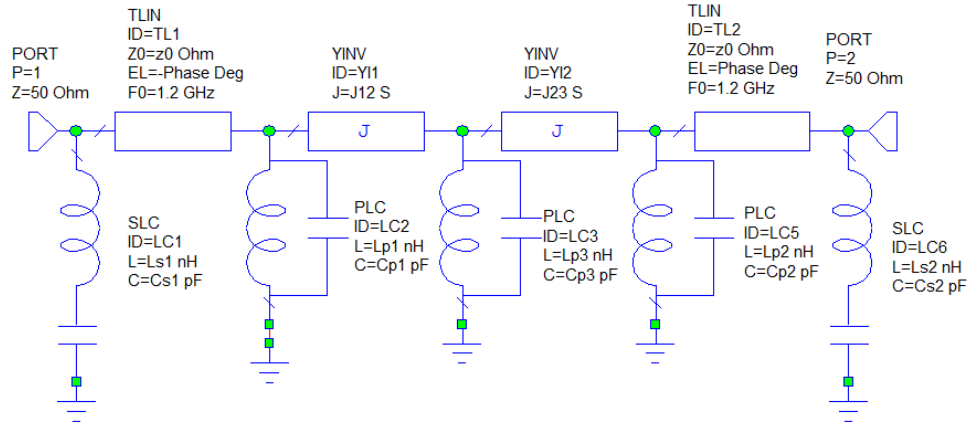 PORT
P=1
Z=50 Ohm
TLIN
ID=TL1
Z0=z0 Ohm
EL=-Phase Deg
F0=1.2 GHz
YINV
ID=YI1
J=J12 S
YINV
ID=YI2
J=J23 S
TLIN
ID=TL2
Z0=z0 Ohm
EL=Phase Deg
F0=1.2 GHz
PORT
P=2
Z=50 Ohm
J
J
SLC
ID=LC1
L=Ls1 nH
C=Cs1 pF
PLC
ID=LC2
L=Lp1 nH
C=Cp1 pF
PLC
ID=LC3
L=Lp3 nH
C=Cp3 pF
PLC
ID=LC5
L=Lp2 nH
C=Cp2 pF
SLC
ID=LC6
L=Ls2 nH
C=Cs2 pF